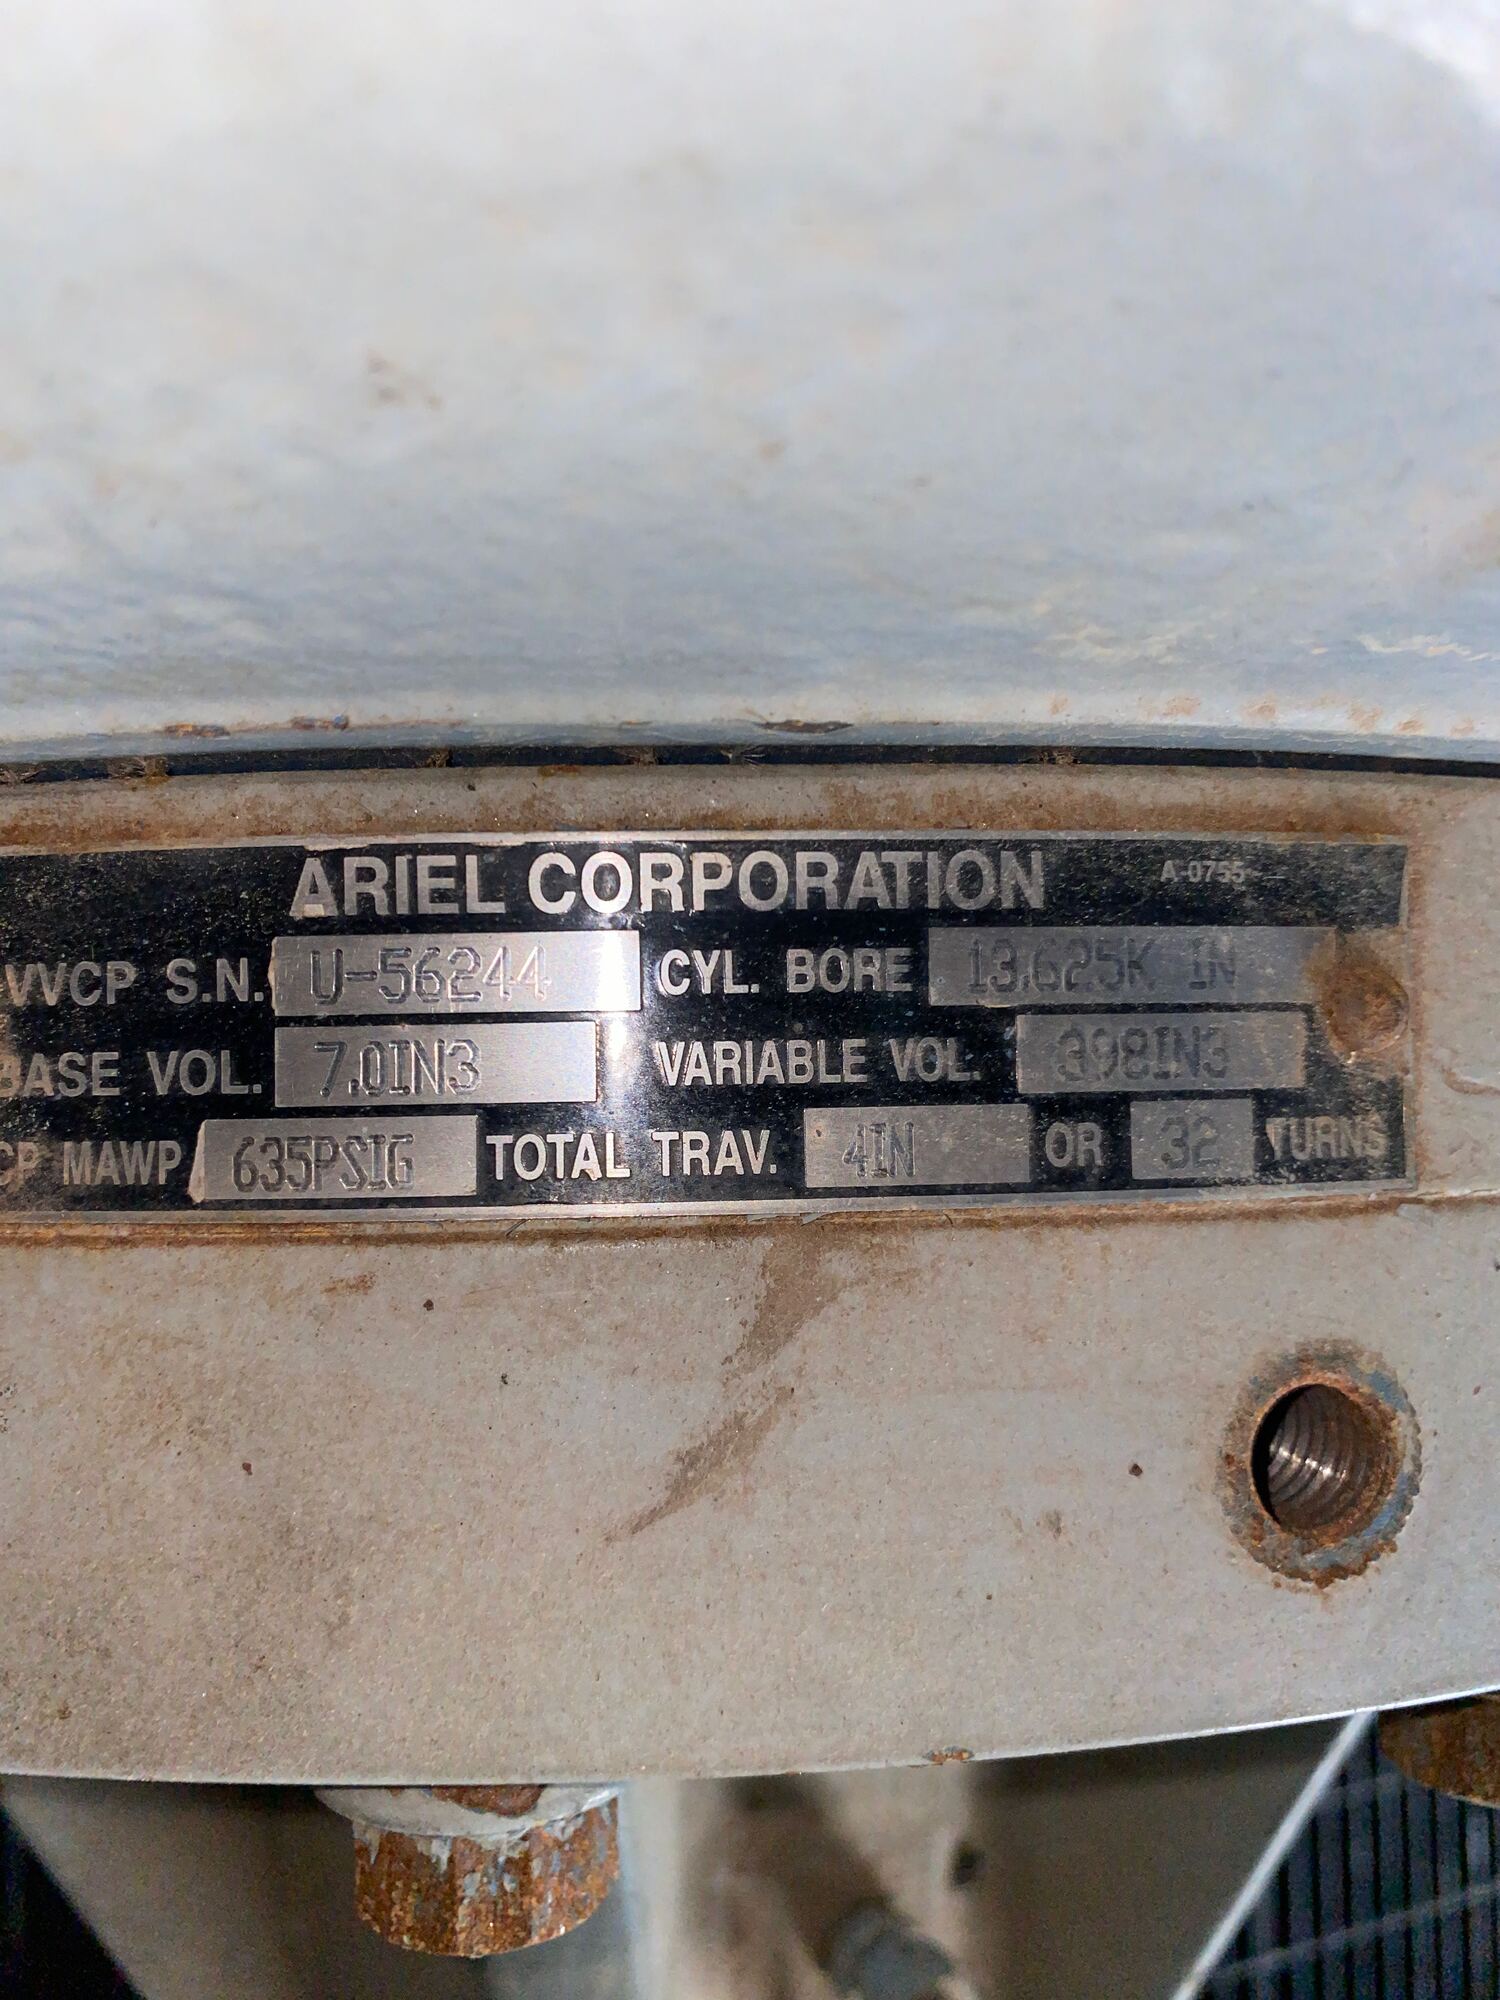 ARIEL CORPORATION A-0755
VVCP S.N. U-56244 CYL. BORE 13.625K IN
BASE VOL. 7.0IN3 VARIABLE VOL. 398IN3
CP MAWP 635PSIG TOTAL TRAV. 4IN OR 32 TURNS